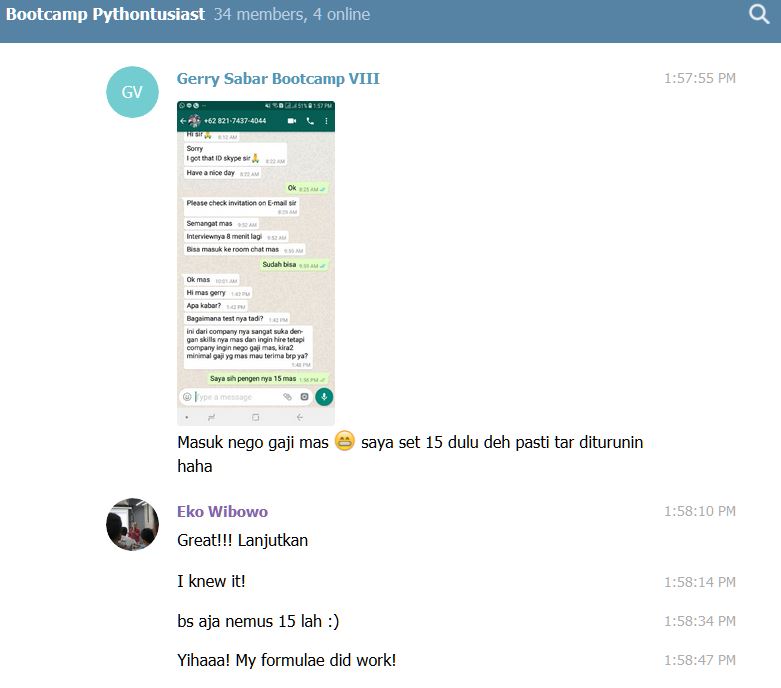 Bootcamp Pythontusiast 34 members, 4 online
GV
Gerry Sabar Bootcamp VIII 1:57:55 PM
51% 1:57 PM
+62 821-7437-4044
Hi sir🙏 8:12 AM
Sorry
I got that ID skype sir🙏 8:22 AM
Have a nice day 8:22 AM
Ok 8:25 AM
Please check invitation on E-mail sir
8:29 AM
Semangat mas 9:52 AM
Interviewnya 8 menit lagi 9:52 AM
Bisa masuk ke room chat mas 9:55 AM
Sudah bisa 9:59 AM
Ok mas 10:01 AM
Hi mas gerry 1:42 PM
Apa kabar? 1:42 PM
Bagaimana test nya tadi? 1:42 PM
ini dari company nya sangat suka den-
gan skills nya mas dan ingin hire tetapi
company ingin nego gaji mas, kira2
minimal gaji yg mas mau terima brp ya?
1:48 PM
Saya sih pengen nya 15 mas 1:56 PM
Type a message
Masuk nego gaji mas 😁 saya set 15 dulu deh pasti tar diturunin
haha
Eko Wibowo 1:58:10 PM
Great!!! Lanjutkan
I knew it! 1:58:14 PM
bs aja nemus 15 lah :) 1:58:34 PM
Yihaaa! My formulae did work! 1:58:47 PM